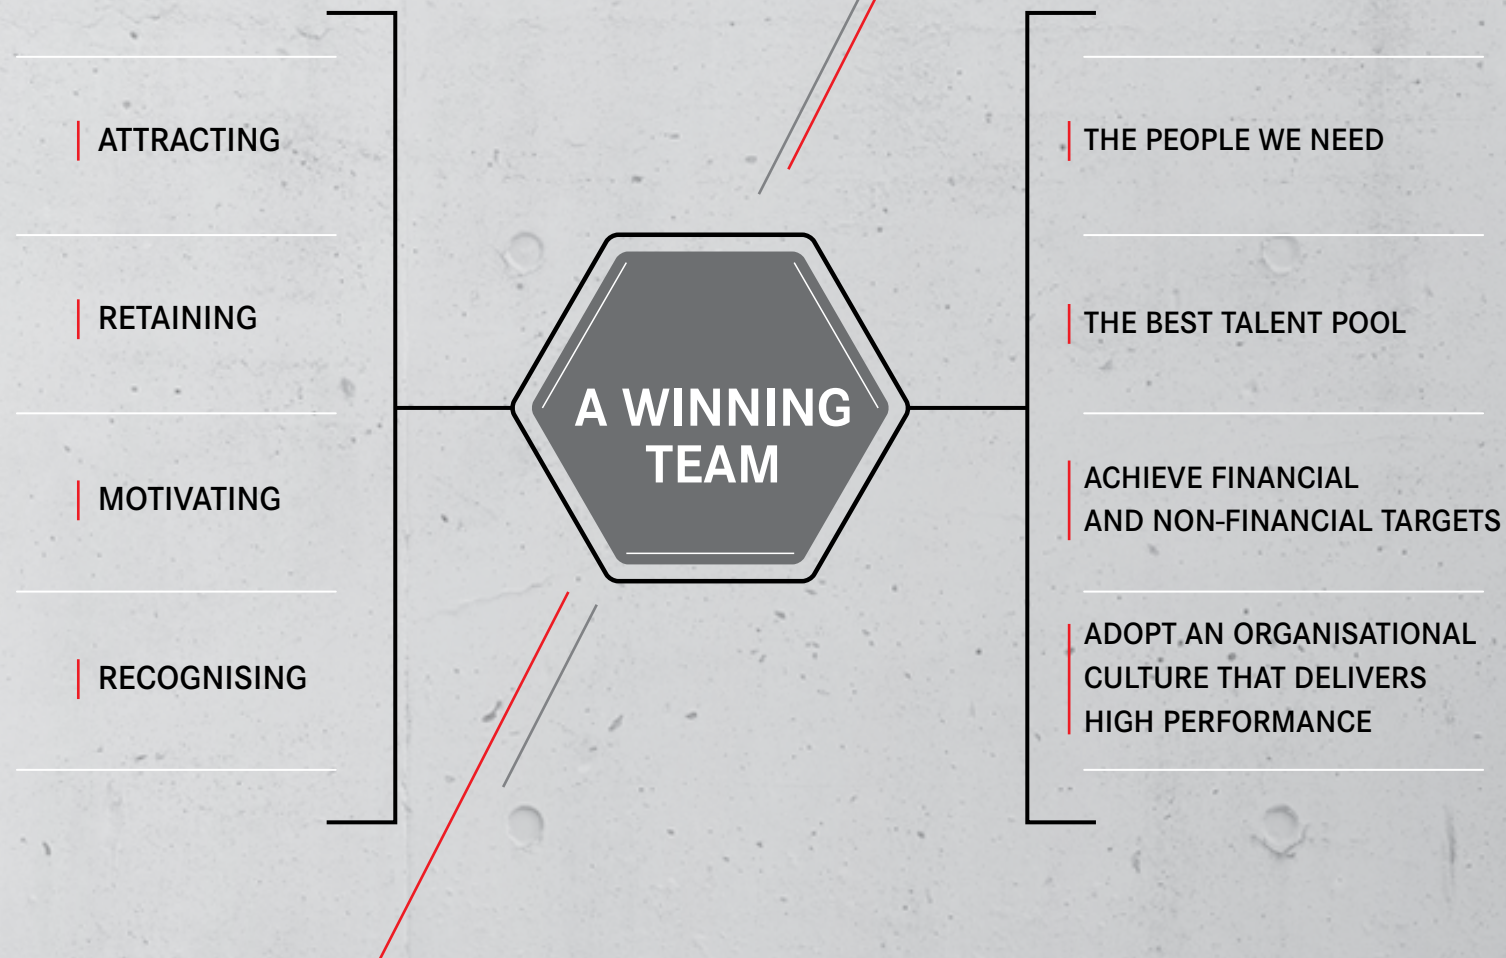 ATTRACTING
THE PEOPLE WE NEED
RETAINING
THE BEST TALENT POOL
A WINNING
TEAM
MOTIVATING
ACHIEVE FINANCIAL
AND NON-FINANCIAL TARGETS
RECOGNISING
ADOPT AN ORGANISATIONAL
CULTURE THAT DELIVERS
HIGH PERFORMANCE